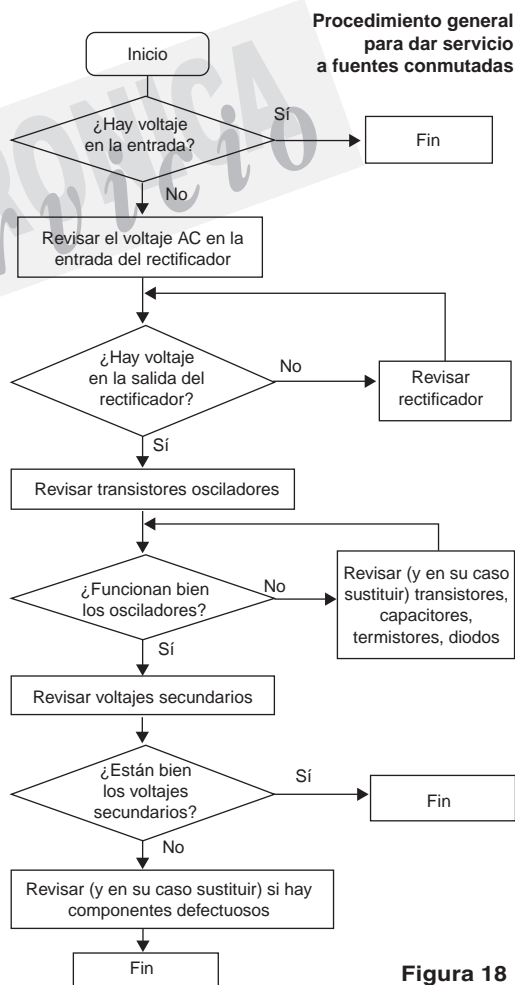 Procedimiento general
para dar servicio
a fuentes conmutadas
Inicio
¿Hay voltaje
en la entrada?
Sí
Fin
No
Revisar el voltaje AC en la
entrada del rectificador
¿Hay voltaje
en la salida del
rectificador?
No
Revisar
rectificador
Sí
Revisar transistores osciladores
¿Funcionan bien
los osciladores?
No
Revisar (y en su caso
sustituir) transistores,
capacitores,
termistores, diodos
Sí
Revisar voltajes secundarios
¿Están bien
los voltajes
secundarios?
Sí
Fin
No
Revisar (y en su caso sustituir) si hay
componentes defectuosos
Fin
Figura 18